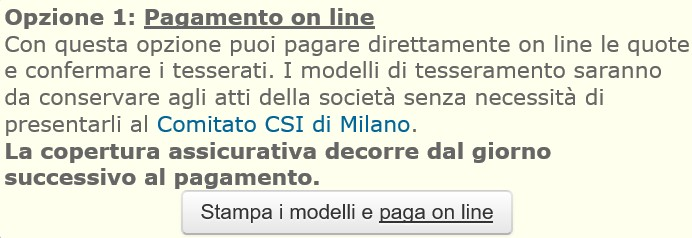 Opzione 1: Pagamento on line
Con questa opzione puoi pagare direttamente on line le quote
e confermare i tesserati. I modelli di tesseramento saranno
da conservare agli atti della società senza necessità di
presentarli al Comitato CSI di Milano.
La copertura assicurativa decorre dal giorno
successivo al pagamento.
Stampa i modelli e paga on line